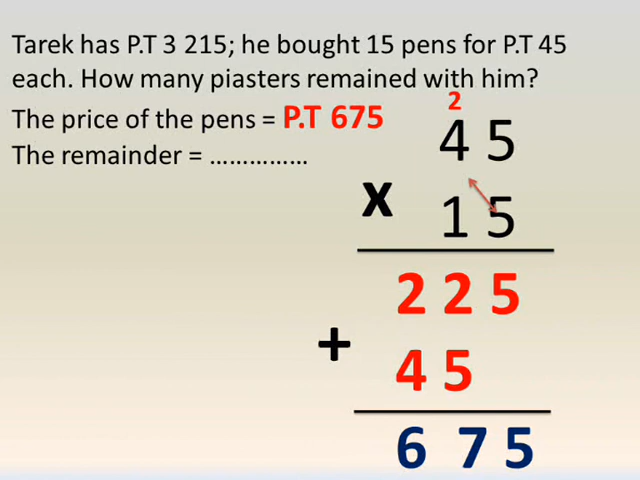 Tarek has P.T 3 215; he bought 15 pens for P.T 45
each. How many piasters remained with him?
The price of the pens = P.T 675
The remainder = ……………
2
4 5
x 1 5
2 2 5
+ 4 5
6 7 5